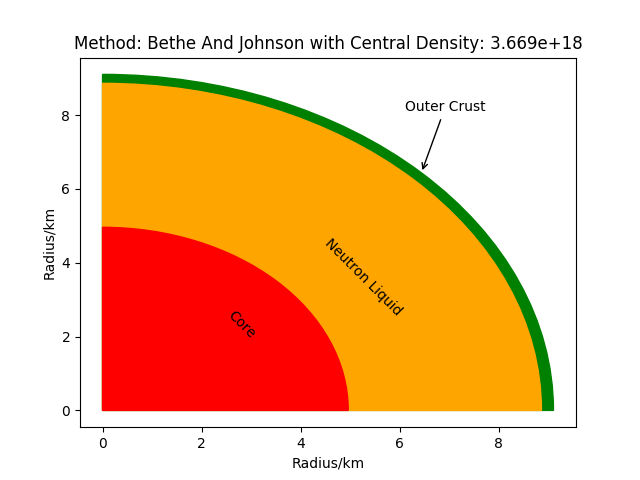 Method: Bethe And Johnson with Central Density: 3.669e+18
Outer Crust
Neutron Liquid
Core
Radius/km
8
6
4
2
0
0 2 4 6 8
Radius/km